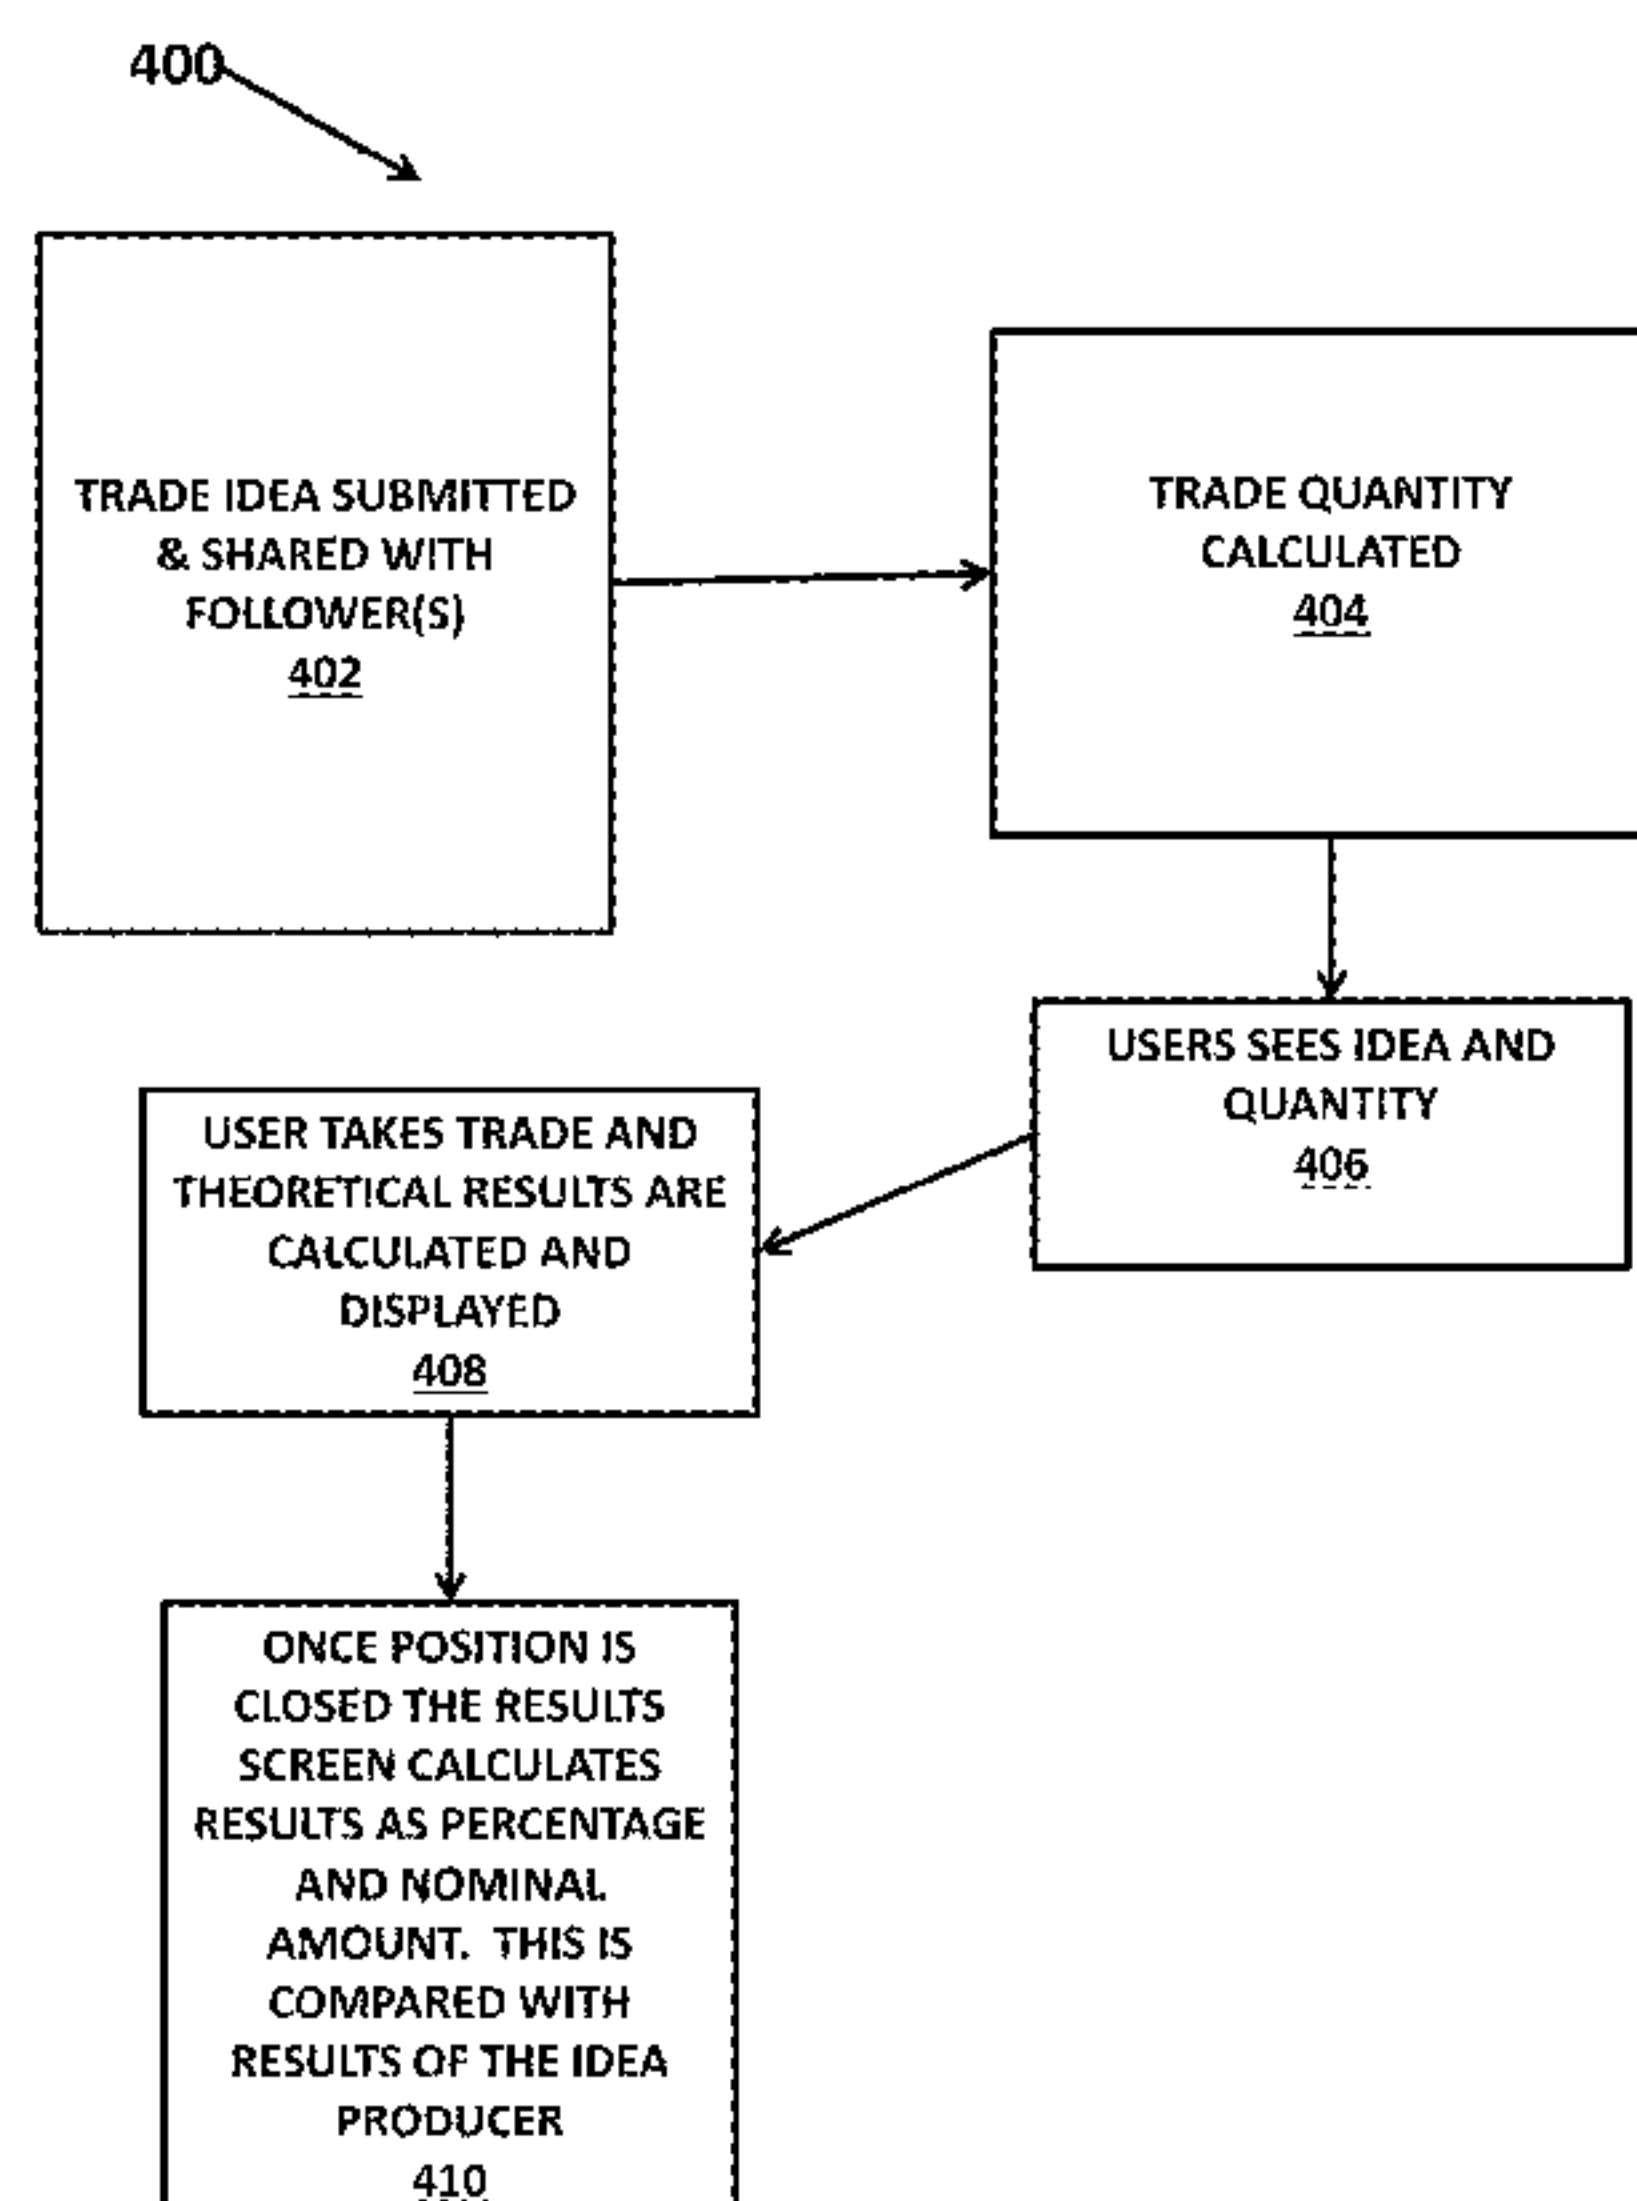 400
TRADE IDEA SUBMITTED
& SHARED WITH
FOLLOWER(S)
402
TRADE QUANTITY
CALCULATED
404
USERS SEES IDEA AND
QUANTITY
406
USER TAKES TRADE AND
THEORETICAL RESULTS ARE
CALCULATED AND
DISPLAYED
408
ONCE POSITION IS
CLOSED THE RESULTS
SCREEN CALCULATES
RESULTS AS PERCENTAGE
AND NOMINAL
AMOUNT.  THIS IS
COMPARED WITH
RESULTS OF THE IDEA
PRODUCER
410